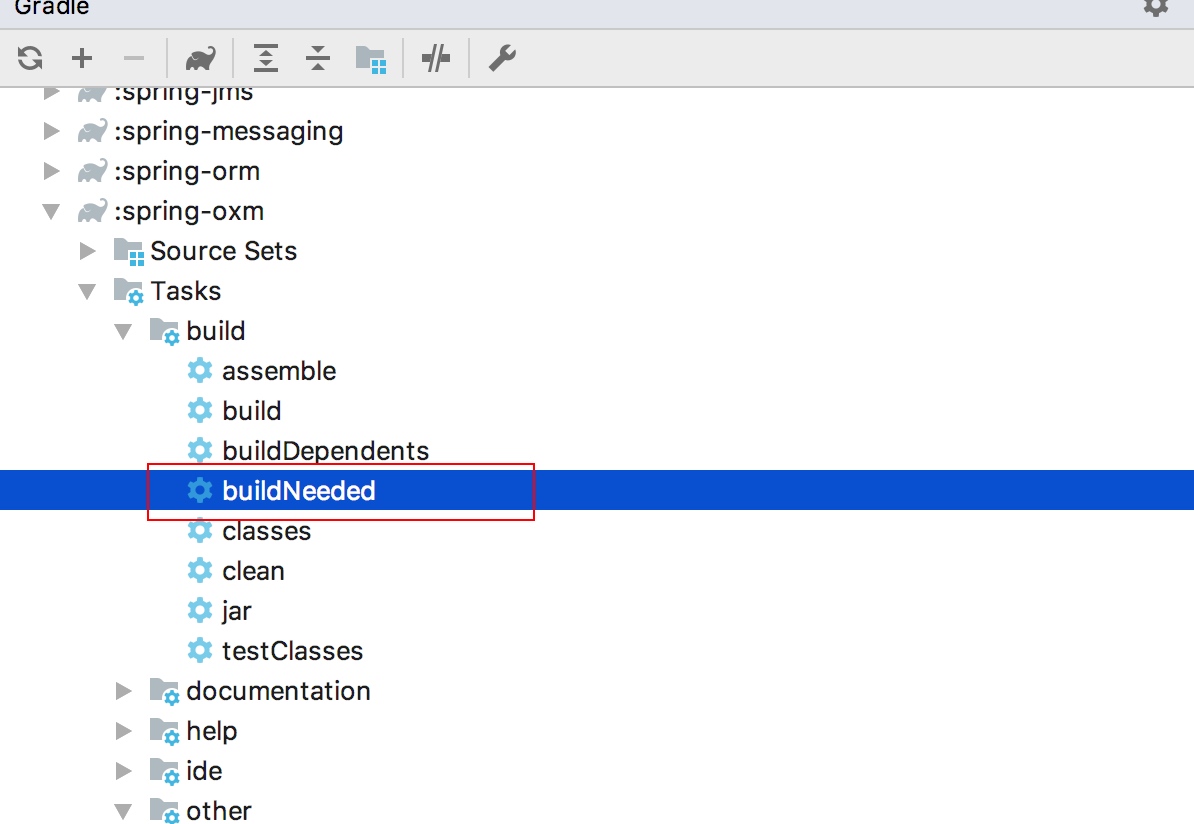 Gradle
:spring-jms
:spring-messaging
:spring-orm
:spring-oxm
Source Sets
Tasks
build
assemble
build
buildDependents
buildNeeded
classes
clean
jar
testClasses
documentation
help
ide
other